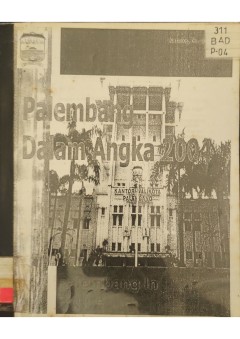 311
BAD
P-04
Palembang
Dalam Angka 2004
KANTOR WALIKOTA
PALEMBANG